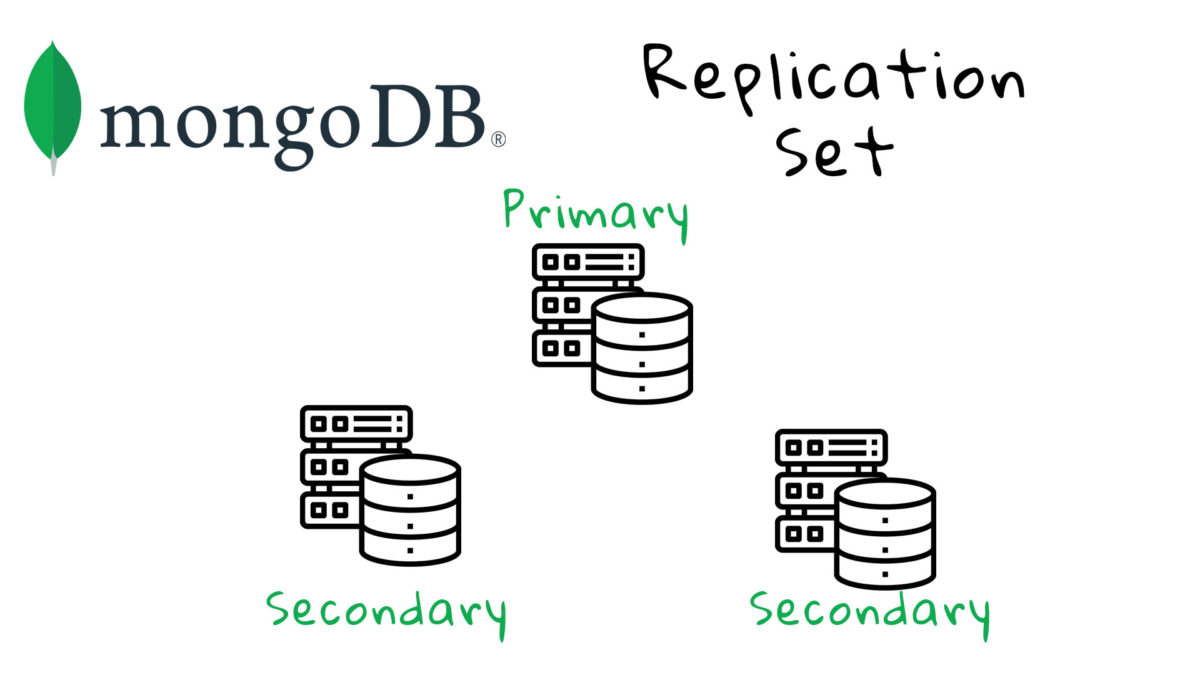 mongoDB®
Replication
Set
Primary
Secondary
Secondary